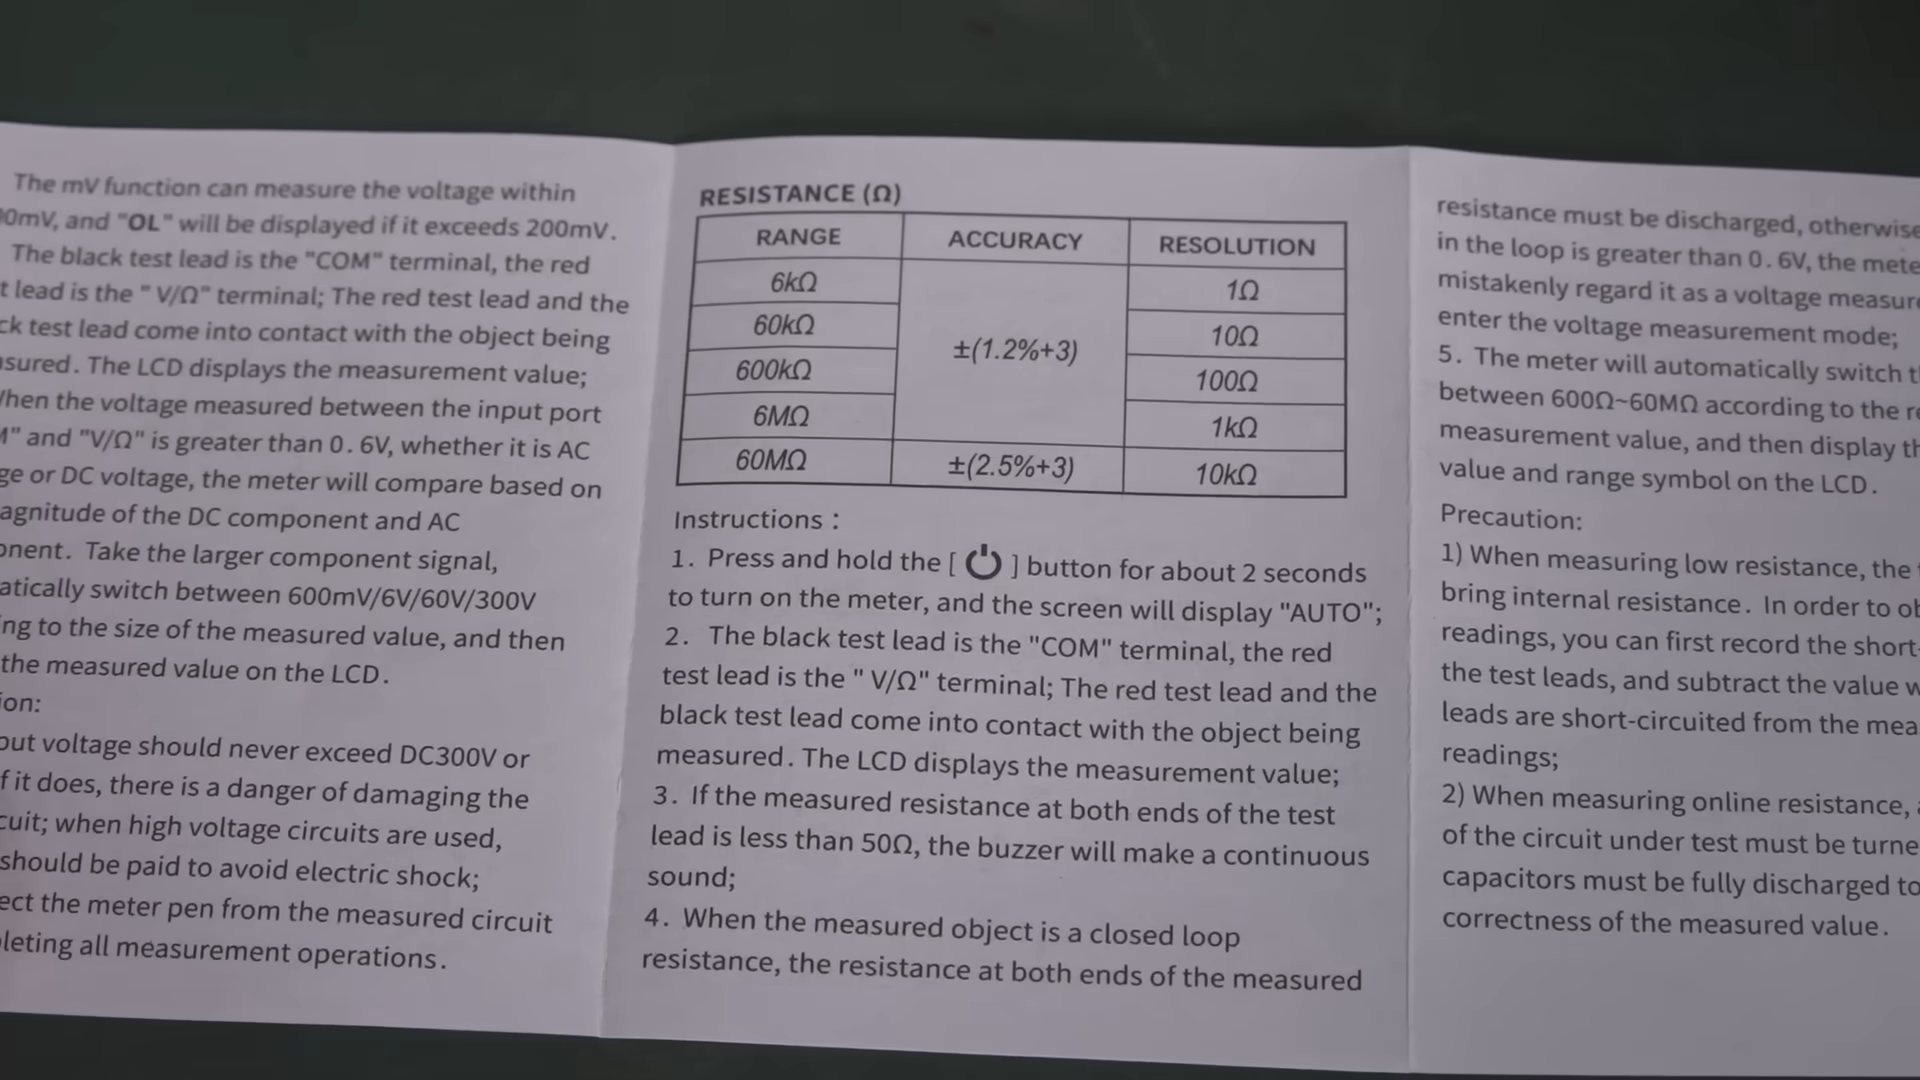 The mV function can measure the voltage within
and "OL" will be displayed if it exceeds 200mV.
The black test lead is the "COM" terminal, the red
lead is the " V/Ω" terminal; The red test lead and the
test lead come into contact with the object being
The LCD displays the measurement value;
the voltage measured between the input port
and "V/Ω" is greater than 0.6V, whether it is AC
or DC voltage, the meter will compare based on
of the DC component and AC
Take the larger component signal,
switch between 600mV/6V/60V/300V
to the size of the measured value, and then
the measured value on the LCD.
voltage should never exceed DC300V or
if it does, there is a danger of damaging the
when high voltage circuits are used,
should be paid to avoid electric shock;
the meter pen from the measured circuit
all measurement operations.
RESISTANCE (Ω)
RANGE ACCURACY RESOLUTION
6kΩ ±(1.2%+3) 1Ω
60kΩ 10Ω
600kΩ 100Ω
6MΩ 1kΩ
60MΩ ±(2.5%+3) 10kΩ
Instructions :
1. Press and hold the [ ⏻ ] button for about 2 seconds
to turn on the meter, and the screen will display "AUTO";
2. The black test lead is the "COM" terminal, the red
test lead is the " V/Ω" terminal; The red test lead and the
black test lead come into contact with the object being
measured. The LCD displays the measurement value;
3. If the measured resistance at both ends of the test
lead is less than 50Ω, the buzzer will make a continuous
sound;
4. When the measured object is a closed loop
resistance, the resistance at both ends of the measured
resistance must be discharged, otherwise
in the loop is greater than 0.6V, the
mistakenly regard it as a voltage
enter the voltage measurement mode;
5. The meter will automatically switch
between 600Ω~60MΩ according to the
measurement value, and then display
value and range symbol on the LCD.
Precaution:
1) When measuring low resistance, the
bring internal resistance. In order to
readings, you can first record the short-
the test leads, and subtract the value
leads are short-circuited from the
readings;
2) When measuring online resistance,
of the circuit under test must be
capacitors must be fully discharged to
correctness of the measured value.